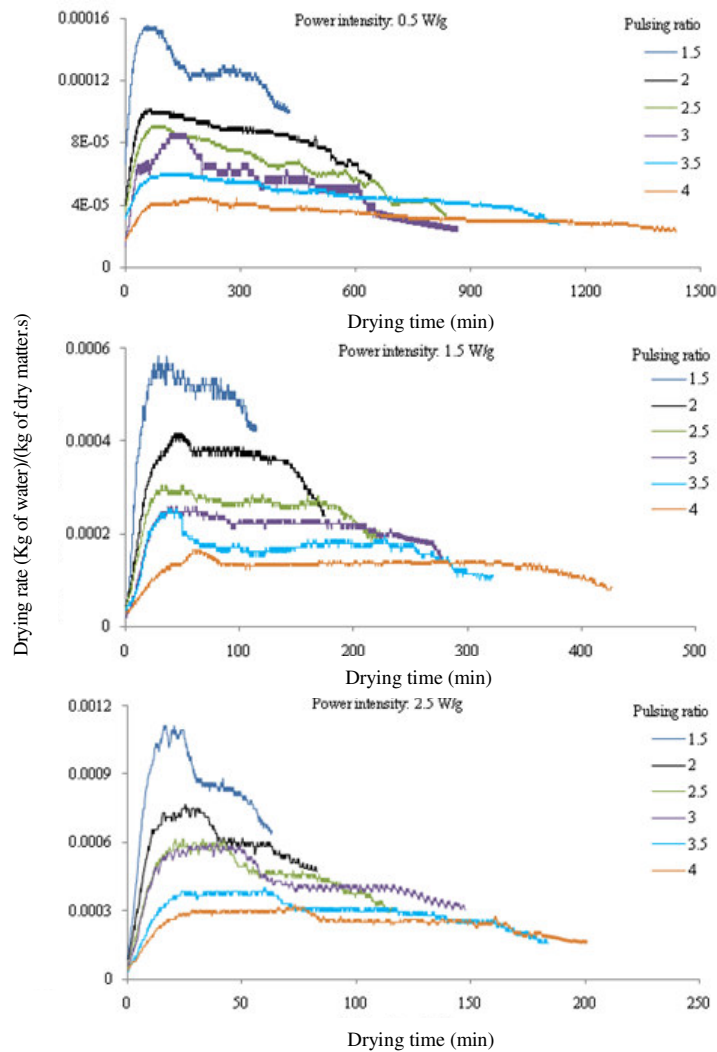 Drying rate (Kg of water)/(kg of dry matter.s)
0.00016
Power intensity: 0.5 W/g
Pulsing ratio
1.5
0.00012
2
2.5
8E-05
3
3.5
4E-05
4
0
0 300 600 900 1200 1500
Drying time (min)
0.0006
Power intensity: 1.5 W/g
Pulsing ratio
1.5
2
0.0004
2.5
3
0.0002
3.5
4
0
0 100 200 300 400 500
Drying time (min)
0.0012
Power intensity: 2.5 W/g
Pulsing ratio
1.5
0.0009
2
2.5
0.0006
3
3.5
0.0003
4
0
0 50 100 150 200 250
Drying time (min)